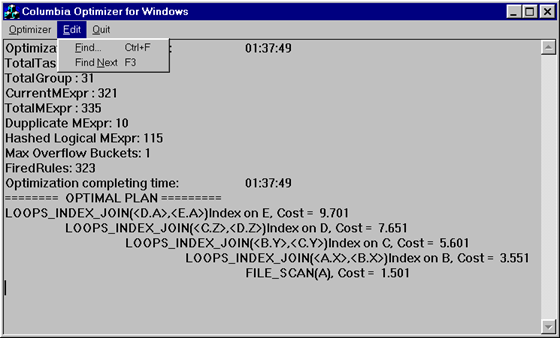 Columbia Optimizer for Windows
Optimizer Edit Quit
Find... Ctrl+F
Find Next F3
Optimiza : 01:37:49
TotalTas
TotalGroup : 31
CurrentMExpr : 321
TotalMExpr : 335
Dupplicate MExpr: 10
Hashed Logical MExpr: 115
Max Overflow Buckets: 1
FiredRules: 323
Optimization completing time: 01:37:49
======== OPTIMAL PLAN =========
LOOPS_INDEX_JOIN(<D.A>,<E.A>)Index on E, Cost = 9.701
LOOPS_INDEX_JOIN(<C.Z>,<D.Z>)Index on D, Cost = 7.651
LOOPS_INDEX_JOIN(<B.Y>,<C.Y>)Index on C, Cost = 5.601
LOOPS_INDEX_JOIN(<A.X>,<B.X>)Index on B, Cost = 3.551
FILE_SCAN(A), Cost = 1.501